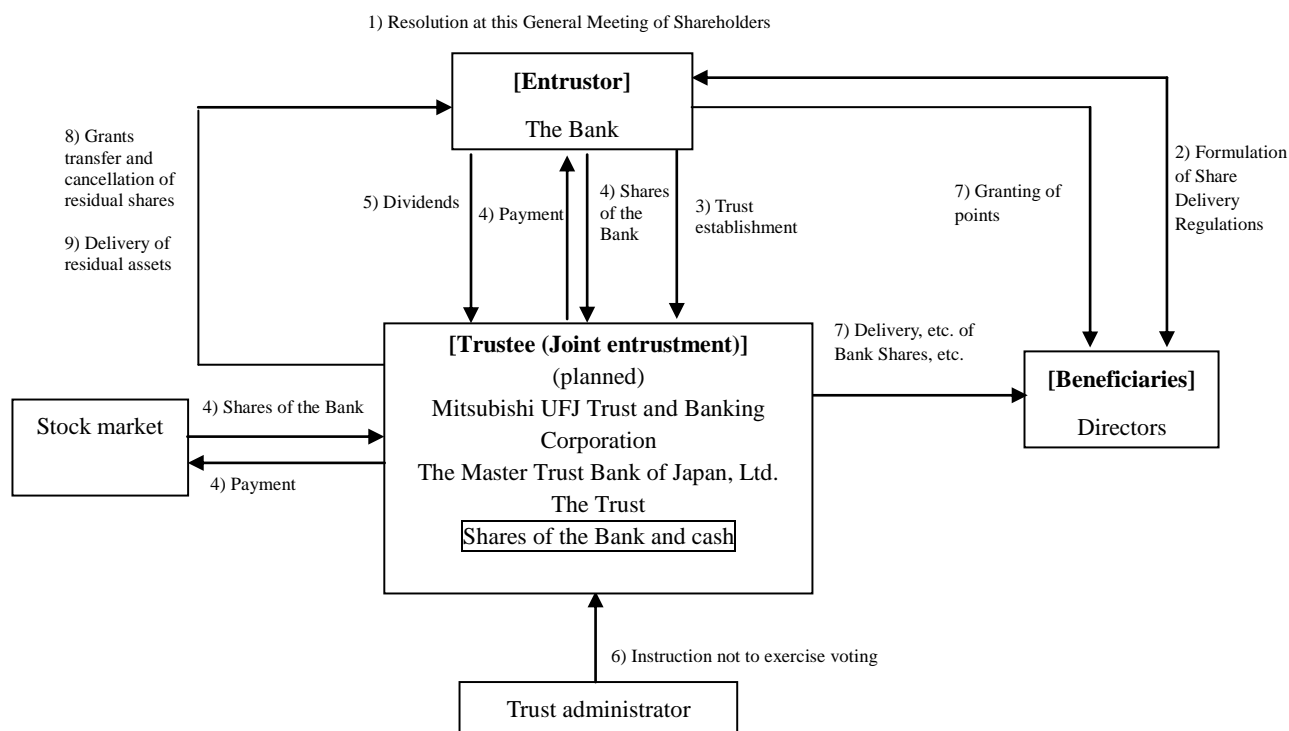 1) Resolution at this General Meeting of Shareholders
[Entrustor]
The Bank
8) Grants
transfer and
cancellation of
residual shares
9) Delivery of
residual assets
5) Dividends
4) Payment
4) Shares
of the
Bank
3) Trust
establishment
7) Granting of
points
2) Formulation
of Share
Delivery
Regulations
[Trustee (Joint entrustment)]
(planned)
Mitsubishi UFJ Trust and Banking
Corporation
The Master Trust Bank of Japan, Ltd.
The Trust
Shares of the Bank and cash
7) Delivery, etc. of
Bank Shares, etc.
[Beneficiaries]
Directors
Stock market
4) Shares of the Bank
4) Payment
6) Instruction not to exercise voting
Trust administrator